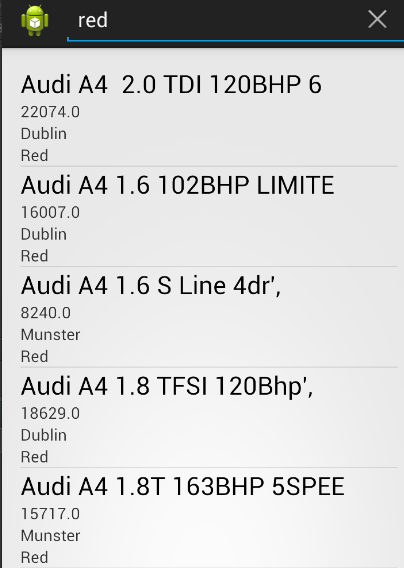 red
Audi A4  2.0 TDI 120BHP 6
22074.0
Dublin
Red
Audi A4 1.6 102BHP LIMITE
16007.0
Dublin
Red
Audi A4 1.6 S Line 4dr',
8240.0
Munster
Red
Audi A4 1.8 TFSI 120Bhp',
18629.0
Dublin
Red
Audi A4 1.8T 163BHP 5SPEE
15717.0
Munster
Red